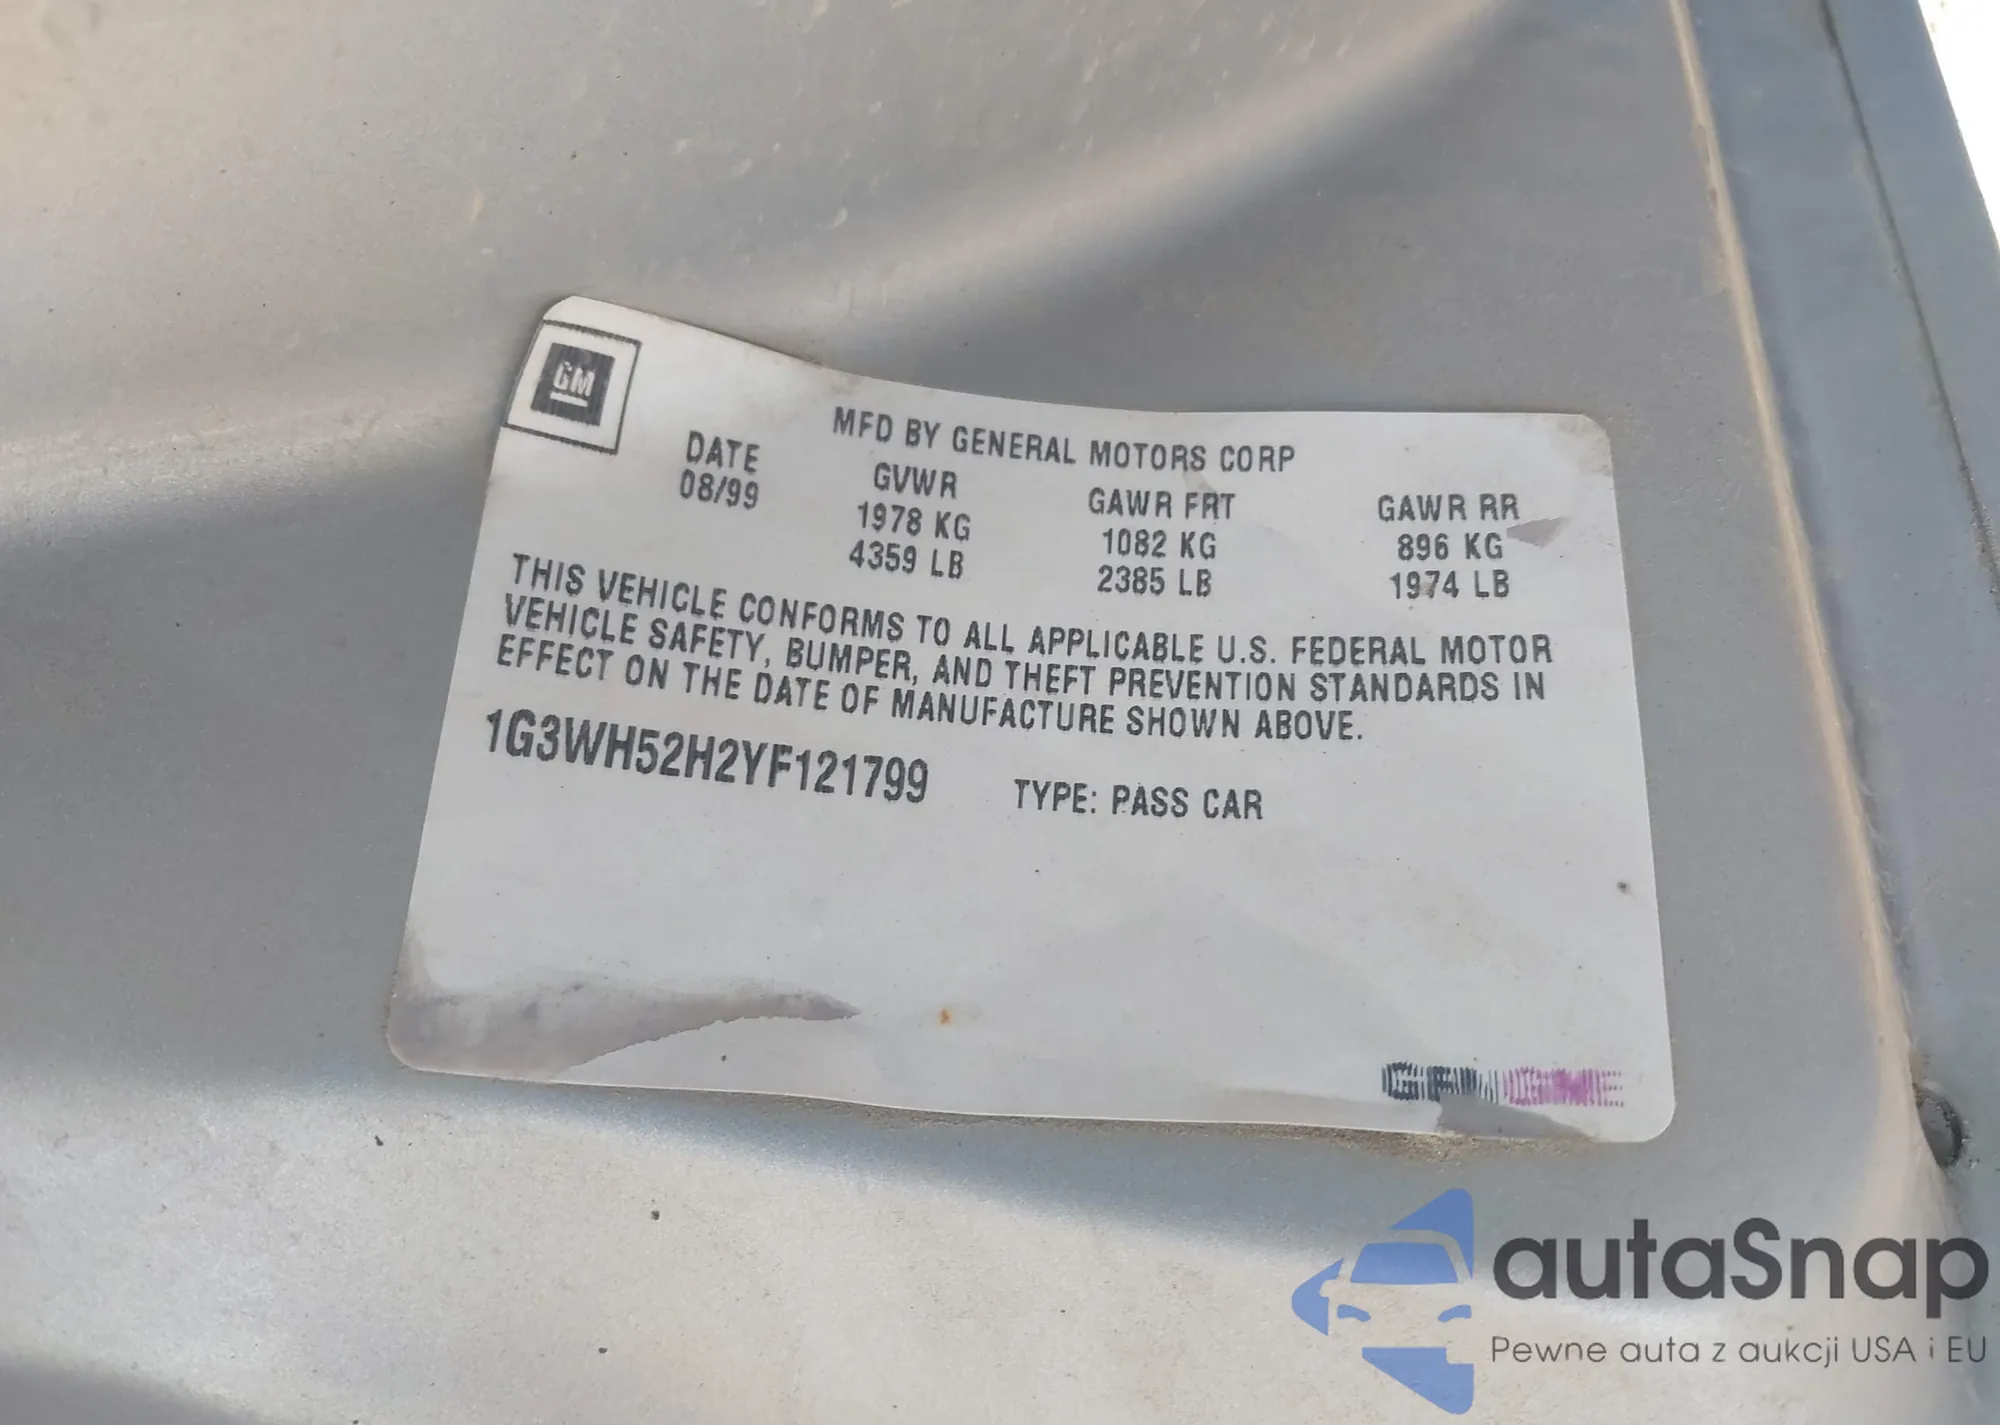 GM
MFD BY GENERAL MOTORS CORP
DATE GVWR GAWR FRT GAWR RR
08/99 1978 KG 1082 KG 896 KG
4359 LB 2385 LB 1974 LB
THIS VEHICLE CONFORMS TO ALL APPLICABLE U.S. FEDERAL MOTOR
VEHICLE SAFETY, BUMPER, AND THEFT PREVENTION STANDARDS IN
EFFECT ON THE DATE OF MANUFACTURE SHOWN ABOVE.
1G3WH52H2YF121799 TYPE: PASS CAR
autaSnap
Pewne auta z aukcji USA i EU